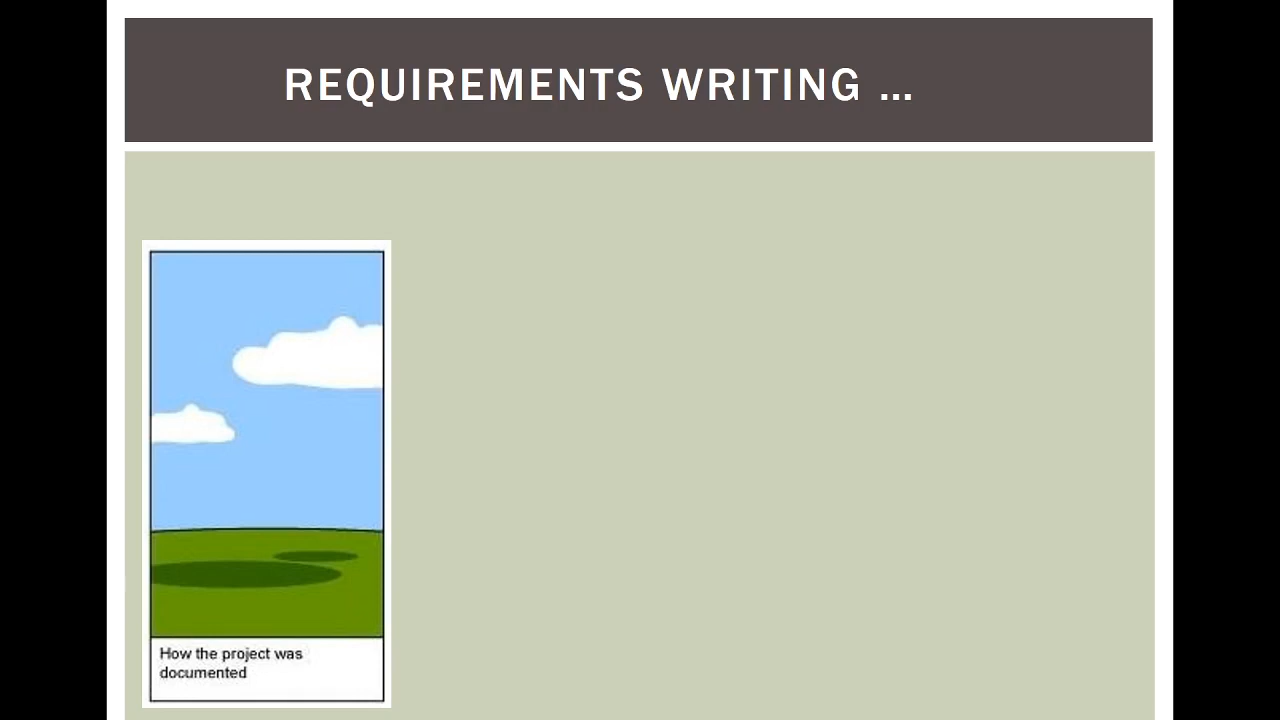 REQUIREMENTS WRITING ...
How the project was
documented